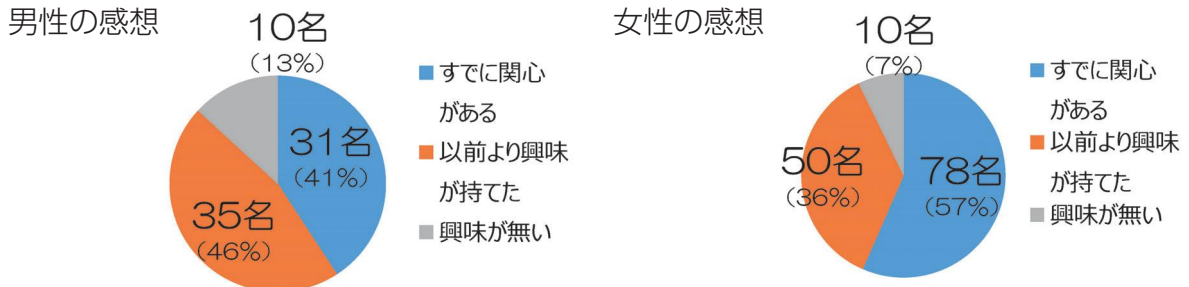 男性の感想
10名
(13%)
31名
(41%)
35名
(46%)
すでに関心
がある
以前より興味
が持てた
興味が無い
女性の感想
10名
(7%)
50名
(36%)
78名
(57%)
すでに関心
がある
以前より興味
が持てた
興味が無い